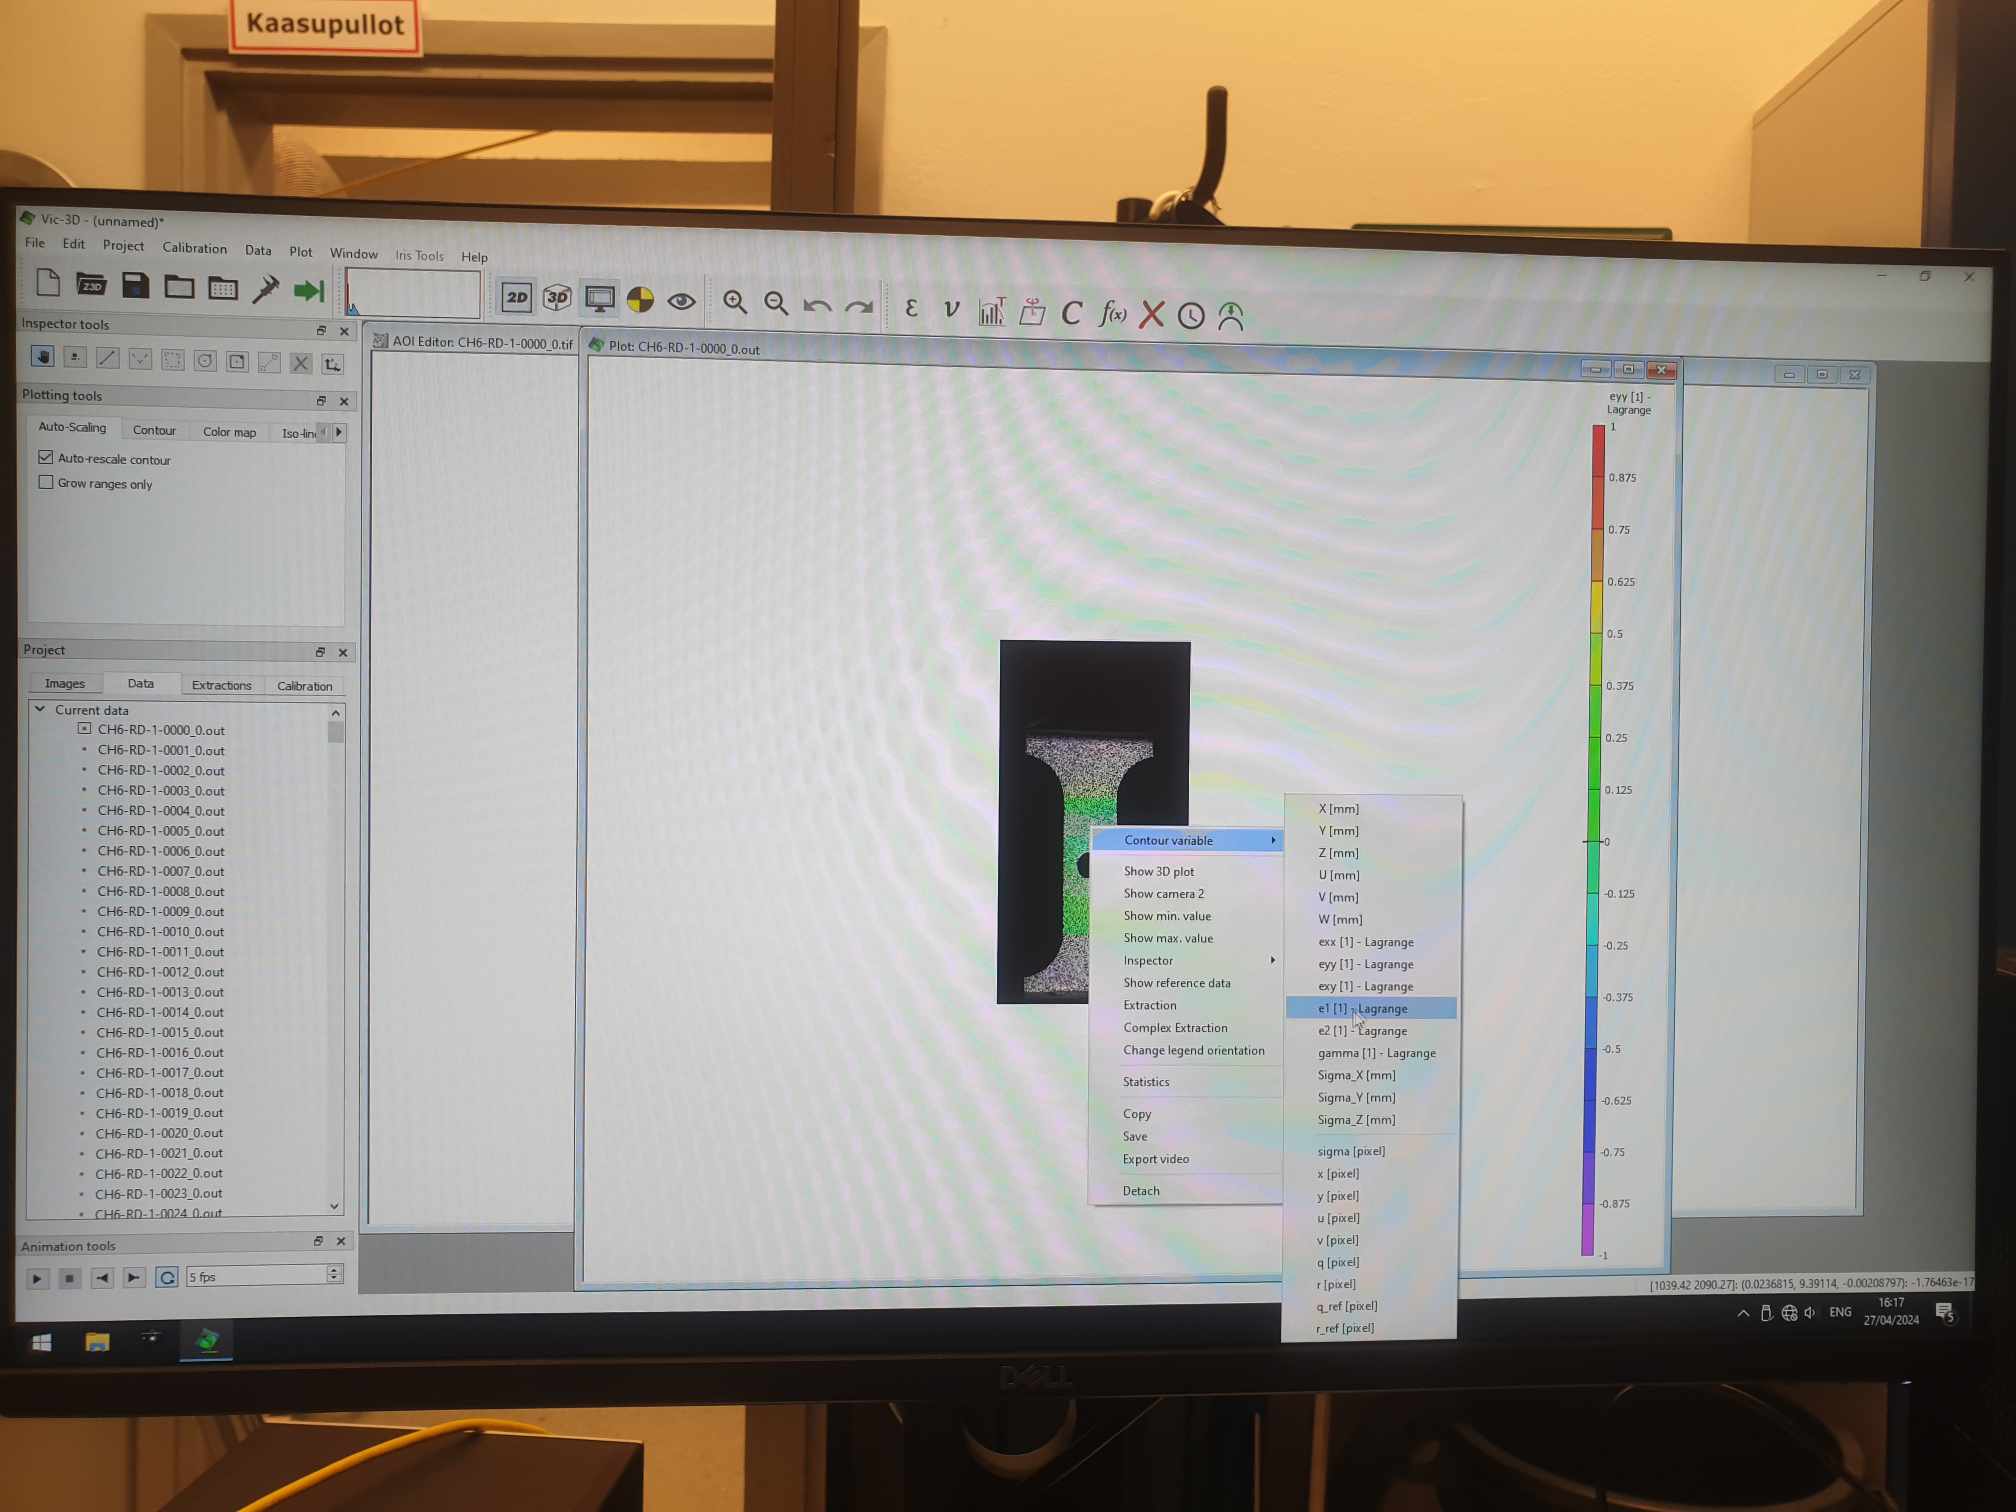 Kaasupullot
Vic-3D - (unnamed)*
File Edit Project Calibration Data Plot Window Iris Tools Help
Z3D
2D 3D
ε ν C f(x)
Inspector tools
AOI Editor: CH6-RD-1-0000_0.tif
Plot: CH6-RD-1-0000_0.out
Plotting tools
Auto-Scaling Contour Color map Iso-line
Auto-rescale contour
Grow ranges only
eyy [1] -
Lagrange
1
0.875
0.75
0.625
0.5
0.375
0.25
0.125
0
-0.125
-0.25
-0.375
-0.5
-0.625
-0.75
-0.875
-1
Project
Images Data Extractions Calibration
Current data
CH6-RD-1-0000_0.out
CH6-RD-1-0001_0.out
CH6-RD-1-0002_0.out
CH6-RD-1-0003_0.out
CH6-RD-1-0004_0.out
CH6-RD-1-0005_0.out
CH6-RD-1-0006_0.out
CH6-RD-1-0007_0.out
CH6-RD-1-0008_0.out
CH6-RD-1-0009_0.out
CH6-RD-1-0010_0.out
CH6-RD-1-0011_0.out
CH6-RD-1-0012_0.out
CH6-RD-1-0013_0.out
CH6-RD-1-0014_0.out
CH6-RD-1-0015_0.out
CH6-RD-1-0016_0.out
CH6-RD-1-0017_0.out
CH6-RD-1-0018_0.out
CH6-RD-1-0019_0.out
CH6-RD-1-0020_0.out
CH6-RD-1-0021_0.out
CH6-RD-1-0022_0.out
CH6-RD-1-0023_0.out
CH6-RD-1-0024_0.out
Contour variable
Show 3D plot
Show camera 2
Show min. value
Show max. value
Inspector
Show reference data
Extraction
Complex Extraction
Change legend orientation
Statistics
Copy
Save
Export video
Detach
X [mm]
Y [mm]
Z [mm]
U [mm]
V [mm]
W [mm]
exx [1] - Lagrange
eyy [1] - Lagrange
exy [1] - Lagrange
e1 [1] - Lagrange
e2 [1] - Lagrange
gamma [1] - Lagrange
Sigma_X [mm]
Sigma_Y [mm]
Sigma_Z [mm]
sigma [pixel]
x [pixel]
y [pixel]
u [pixel]
v [pixel]
q [pixel]
r [pixel]
q_ref [pixel]
r_ref [pixel]
Animation tools
5 fps
[1039.42 2090.27]: (0.0236815, 9.39114, -0.00208797): -1.76463e-17
ENG
16:17
27/04/2024
5
DELL